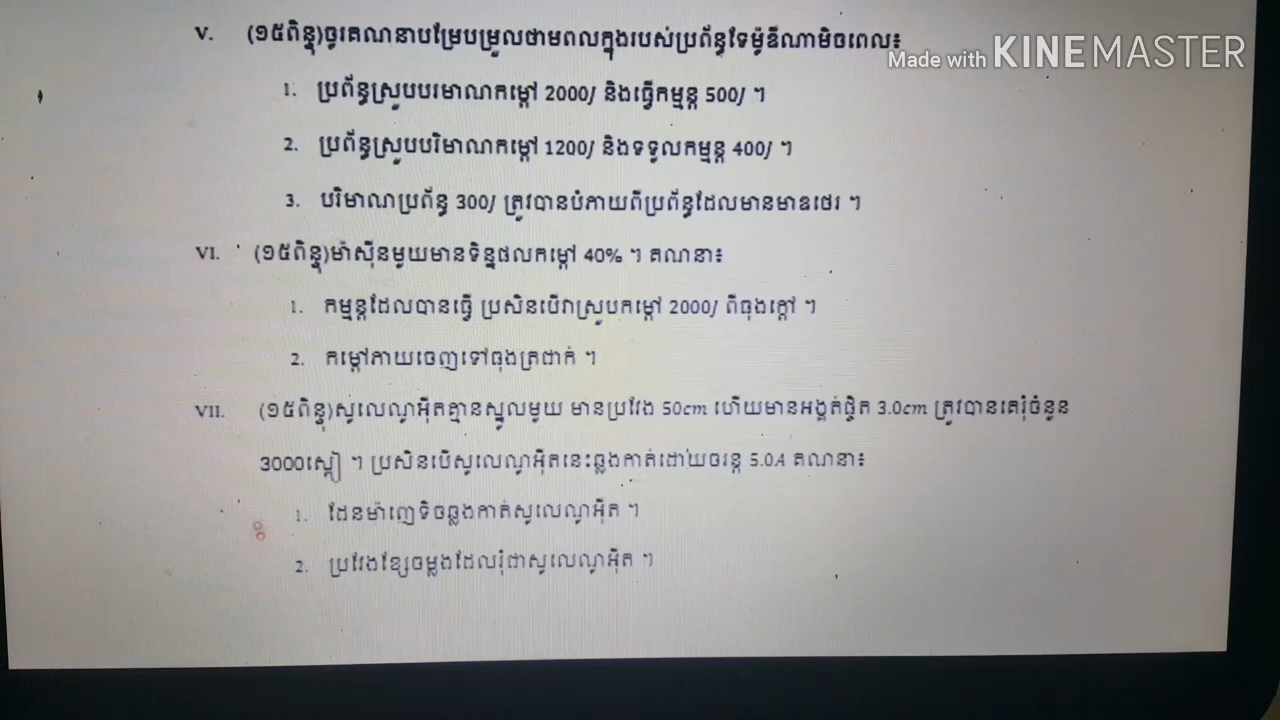 V. (១៥ពិន្ទុ)ចូរគណនាបម្រែបម្រួលថាមពលក្នុងរបស់ប្រព័ន្ធទែម៉ូឌីណាមិចពេល៖
Made with KINEMASTER
1. ប្រព័ន្ធស្រូបបរមាណកម្ដៅ 2000J និងធ្វើកម្មន្ត 500J ។
2. ប្រព័ន្ធស្រូបបរិមាណកម្ដៅ 1200J និងទទួលកម្មន្ត 400J ។
3. បរិមាណប្រព័ន្ធ 300J ត្រូវបានបំភាយពីប្រព័ន្ធដែលមានមាឌថេរ ។
VI. (១៥ពិន្ទុ)ម៉ាស៊ីនមួយមានទិន្នផលកម្ដៅ 40% ។ គណនា៖
1. កម្មន្តដែលបានធ្វើ ប្រសិនបើវាស្រូបកម្ដៅ 2000J ពីធុងក្ដៅ ។
2. កម្ដៅភាយចេញទៅធុងត្រជាក់ ។
VII. (១៥ពិន្ទុ)សូលេណូអ៊ីតគ្មានស្នូលមួយ មានប្រវែង 50cm ហើយមានអង្កត់ផ្ចិត 3.0cm ត្រូវបានគេរុំចំនួន
3000ស្ពៀ ។ ប្រសិនបើសូលេណូអ៊ីតនេះឆ្លងកាត់ដោយចរន្ត 5.0A គណនា៖
1. ដែនម៉ាញេទិចឆ្លងកាត់សូលេណូអ៊ីត ។
2. ប្រវែងខ្សែចម្លងដែលរុំជាសូលេណូអ៊ីត ។